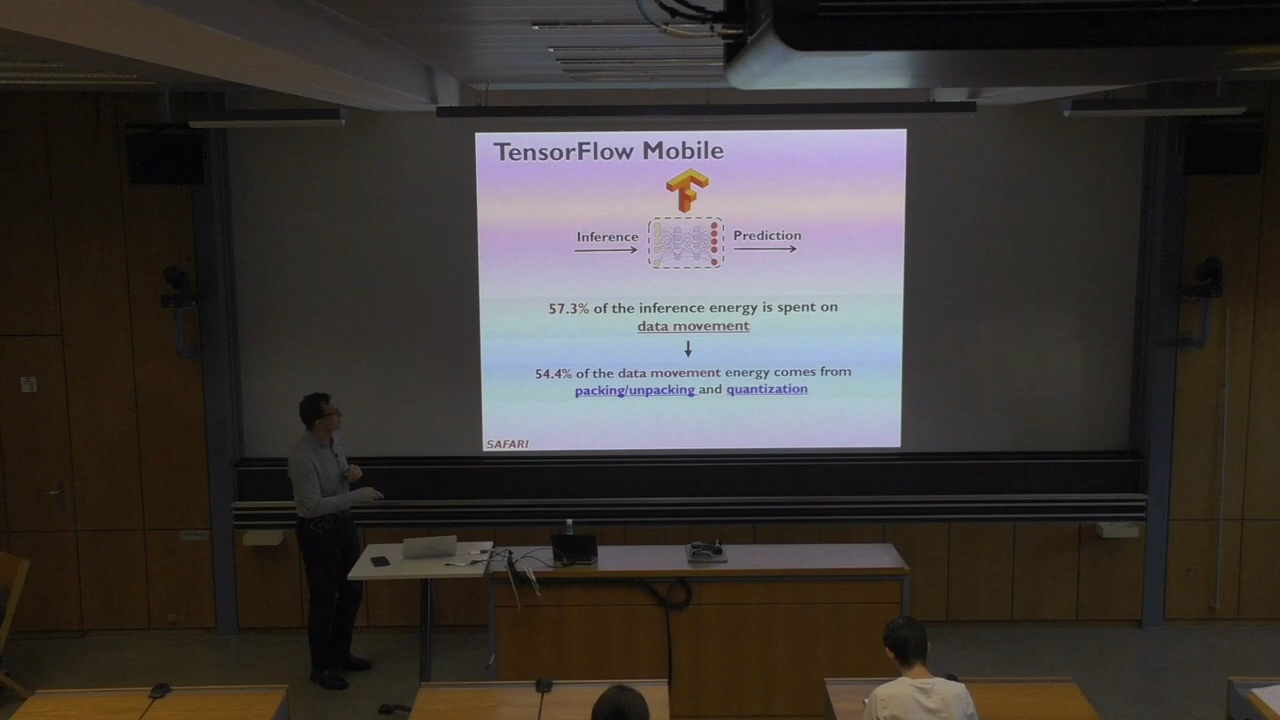 TensorFlow Mobile
Inference
Prediction
57.3% of the inference energy is spent on
data movement
54.4% of the data movement energy comes from
packing/unpacking and quantization
SAFARI